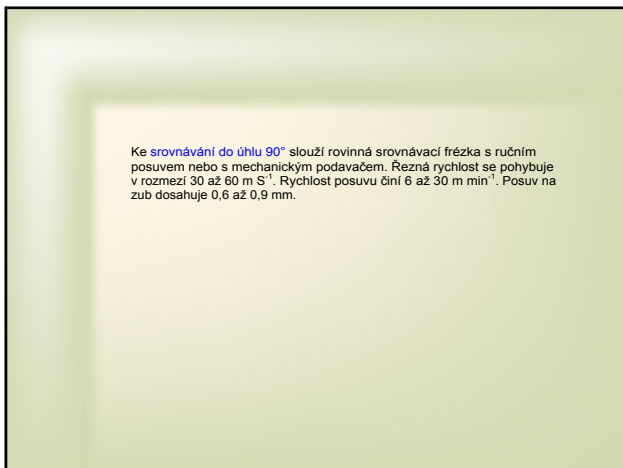 Ke srovnávání do úhlu 90° slouží rovinná srovnávací frézka s ručním
posuvem nebo s mechanickým podavačem. Řezná rychlost se pohybuje
v rozmezí 30 až 60 m S⁻¹. Rychlost posuvu činí 6 až 30 m min⁻¹. Posuv na
zub dosahuje 0,6 až 0,9 mm.